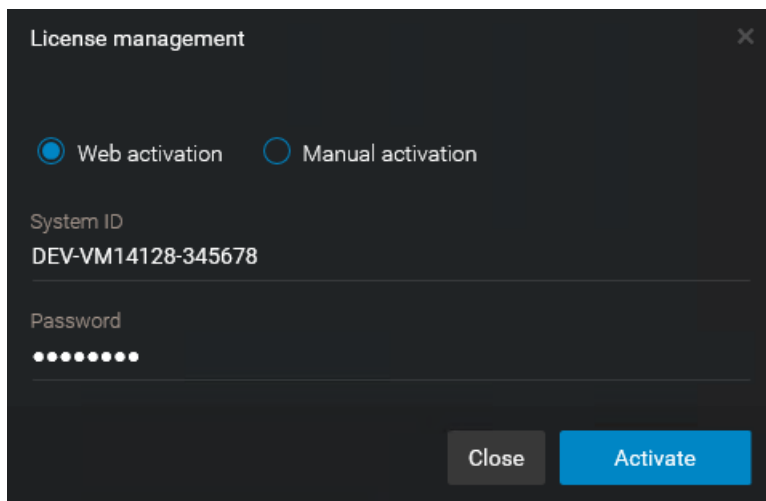 License management
Web activation Manual activation
System ID
DEV-VM14128-345678
Password
••••••••
Close Activate